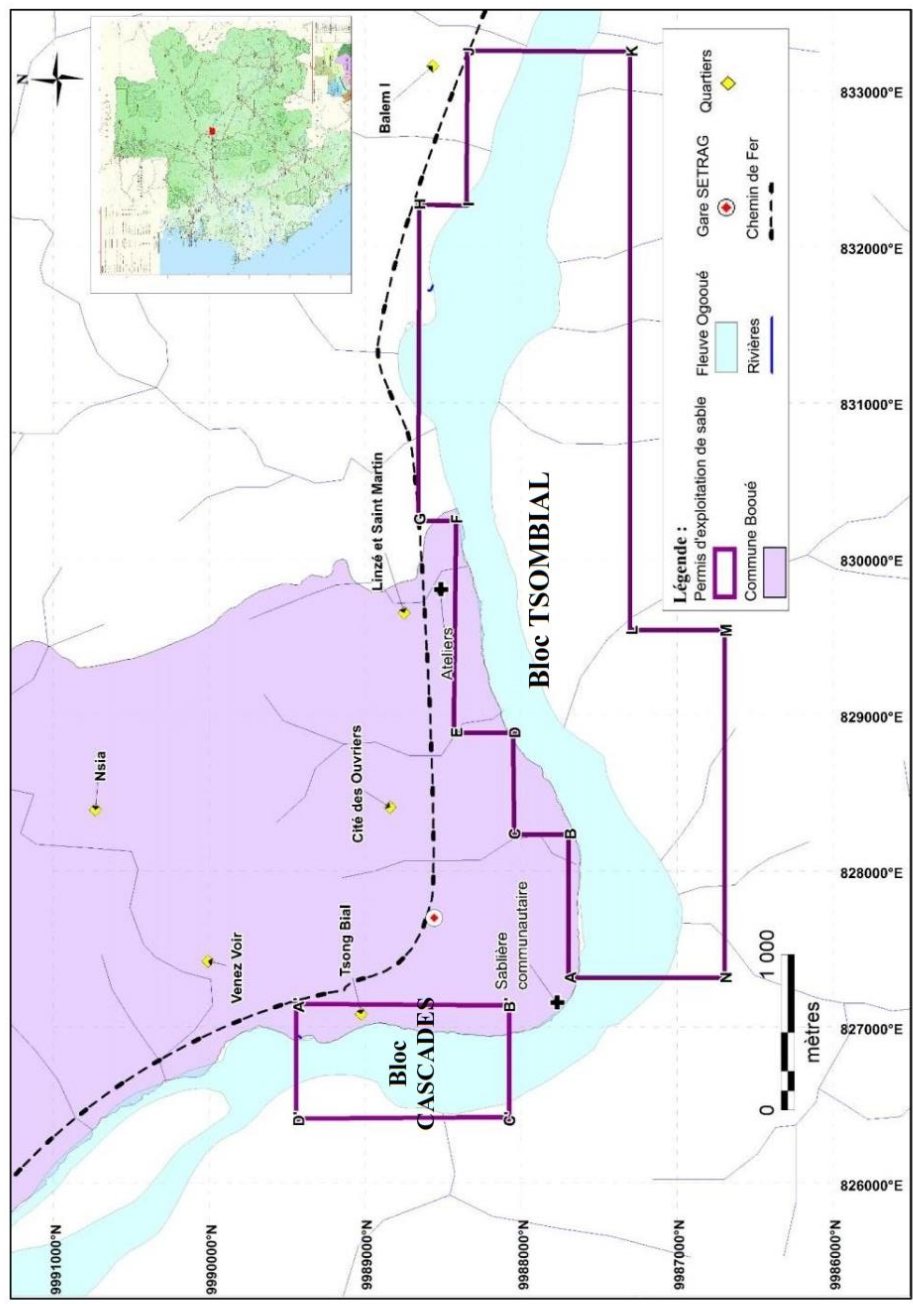 N
Balem I
Nsia
Venez Voir
Cité des Ouvriers
Linzé et Saint Martin
Tsong Bial
Ateliers
Sablière
communautaire
Bloc
CASCADES
Bloc TSOMBIAL
A'
B'
C'
D'
A
B
C
D
E
F
G
H
I
J
K
L
M
N
9991000°N
9990000°N
9989000°N
9988000°N
9987000°N
9986000°N
826000°E
827000°E
828000°E
829000°E
830000°E
831000°E
832000°E
833000°E
0
1 000
mètres
Légende :
Permis d'exploitation de sable
Commune Booué
Fleuve Ogooué
Rivières
Gare SETRAG
Chemin de Fer
Quartiers